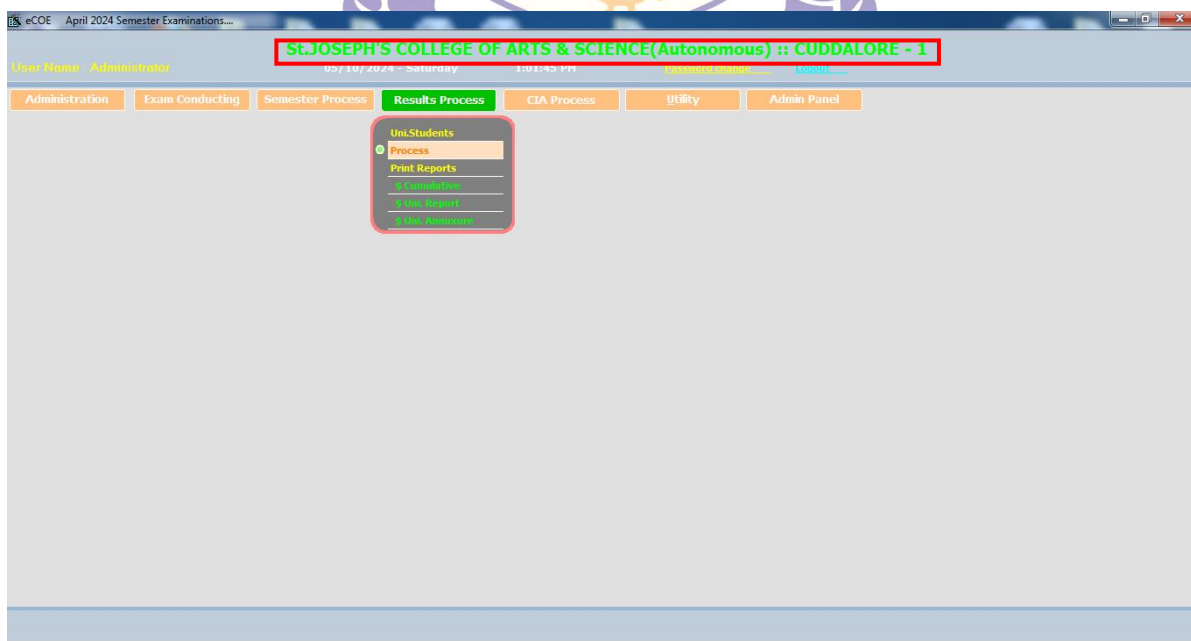 eCOE April 2024 Semester Examinations....
St.JOSEPH'S COLLEGE OF ARTS & SCIENCE(Autonomous) :: CUDDALORE - 1
User Name : Administrator 05/10/2024 - Saturday 1:01:45 PM Password change Logout
Administration Exam Conducting Semester Process Results Process CIA Process Utility Admin Panel
Uni.Students
Process
Print Reports
$ Cumulative
$ Uni. Report
$ Uni. Annuxure